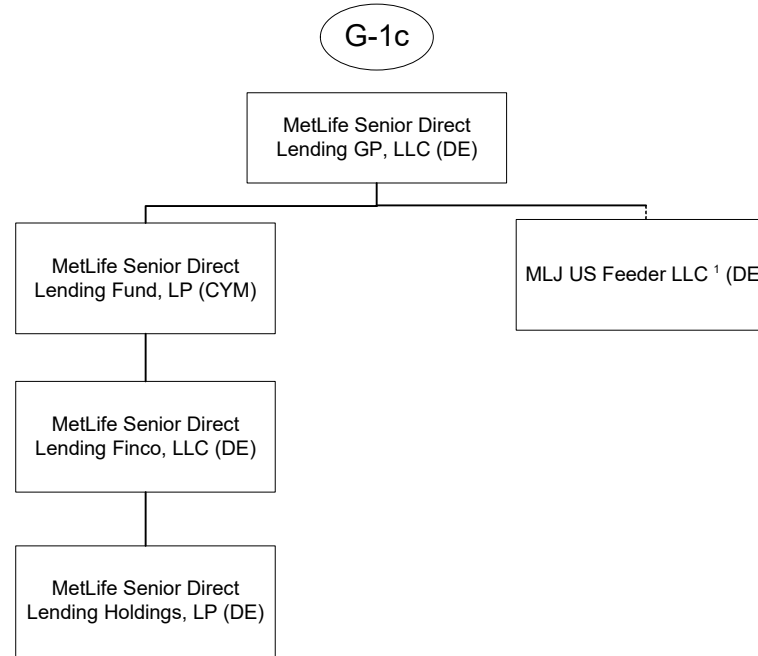 G-1c
MetLife Senior Direct
Lending GP, LLC (DE)
MetLife Senior Direct
Lending Fund, LP (CYM)
MLJ US Feeder LLC ¹ (DE
MetLife Senior Direct
Lending Finco, LLC (DE)
MetLife Senior Direct
Lending Holdings, LP (DE)